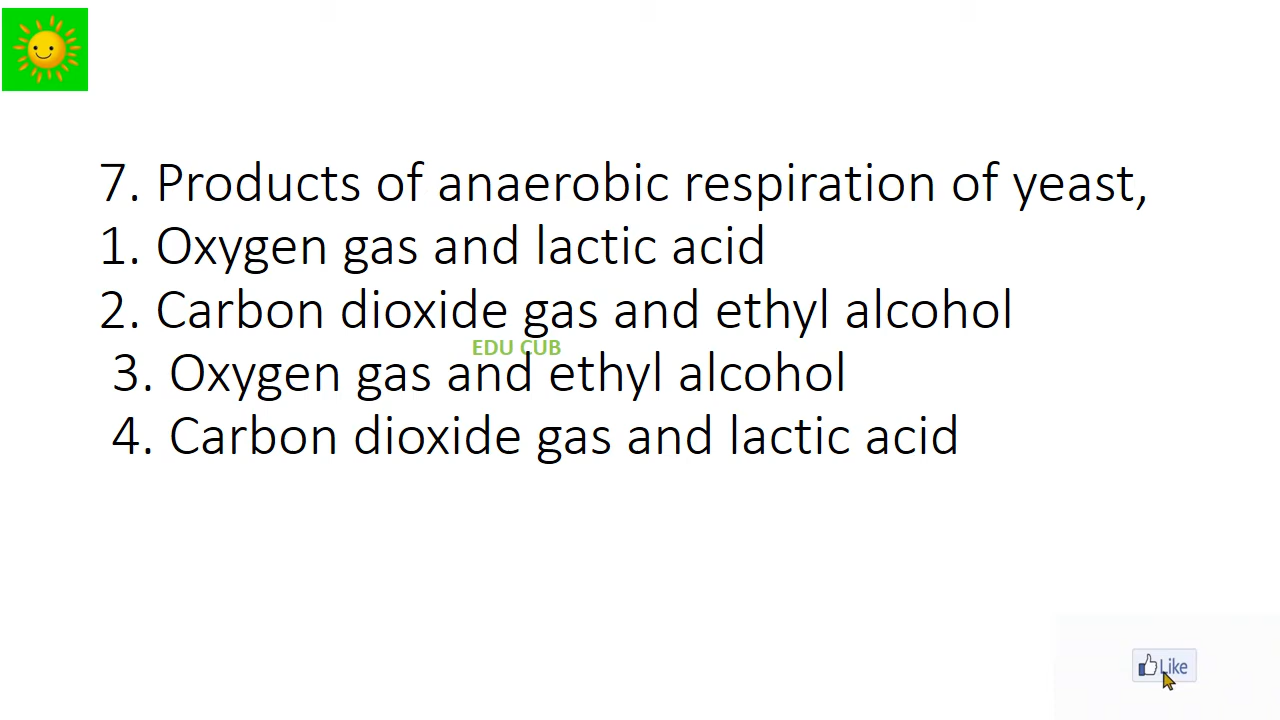 7. Products of anaerobic respiration of yeast,
1. Oxygen gas and lactic acid
2. Carbon dioxide gas and ethyl alcohol
EDU CUB
3. Oxygen gas and ethyl alcohol
4. Carbon dioxide gas and lactic acid
Like